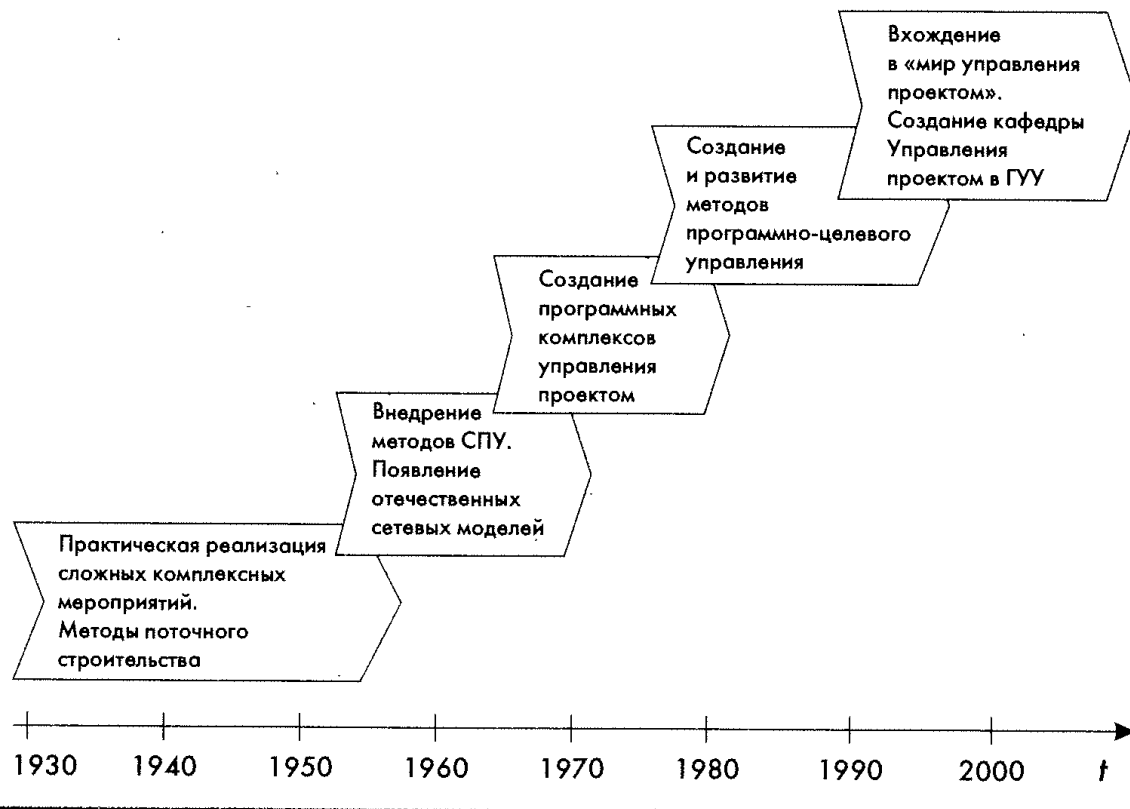 Вхождение
в «мир управления
проектом».
Создание кафедры
Управления
проектом в ГУУ
Создание
и развитие
методов
программно-целевого
управления
Создание
программных
комплексов
управления
проектом
Внедрение
методов СПУ.
Появление
отечественных
сетевых моделей
Практическая реализация
сложных комплексных
мероприятий.
Методы поточного
строительства
1930 1940 1950 1960 1970 1980 1990 2000 t